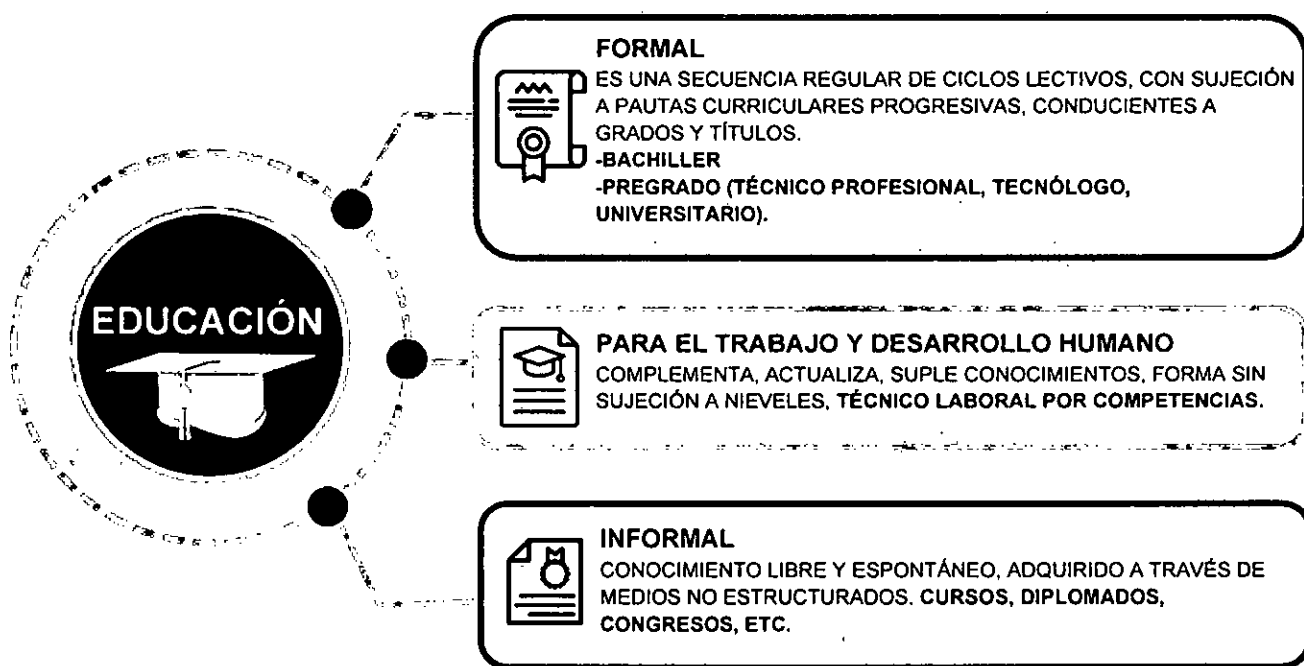 EDUCACIÓN
FORMAL
ES UNA SECUENCIA REGULAR DE CICLOS LECTIVOS, CON SUJECIÓN
A PAUTAS CURRICULARES PROGRESIVAS, CONDUCIENTES A
GRADOS Y TÍTULOS.
-BACHILLER
-PREGRADO (TÉCNICO PROFESIONAL, TECNÓLOGO,
UNIVERSITARIO).
PARA EL TRABAJO Y DESARROLLO HUMANO
COMPLEMENTA, ACTUALIZA, SUPLE CONOCIMIENTOS, FORMA SIN
SUJECIÓN A NIEVELES, TÉCNICO LABORAL POR COMPETENCIAS.
INFORMAL
CONOCIMIENTO LIBRE Y ESPONTÁNEO, ADQUIRIDO A TRAVÉS DE
MEDIOS NO ESTRUCTURADOS. CURSOS, DIPLOMADOS,
CONGRESOS, ETC.